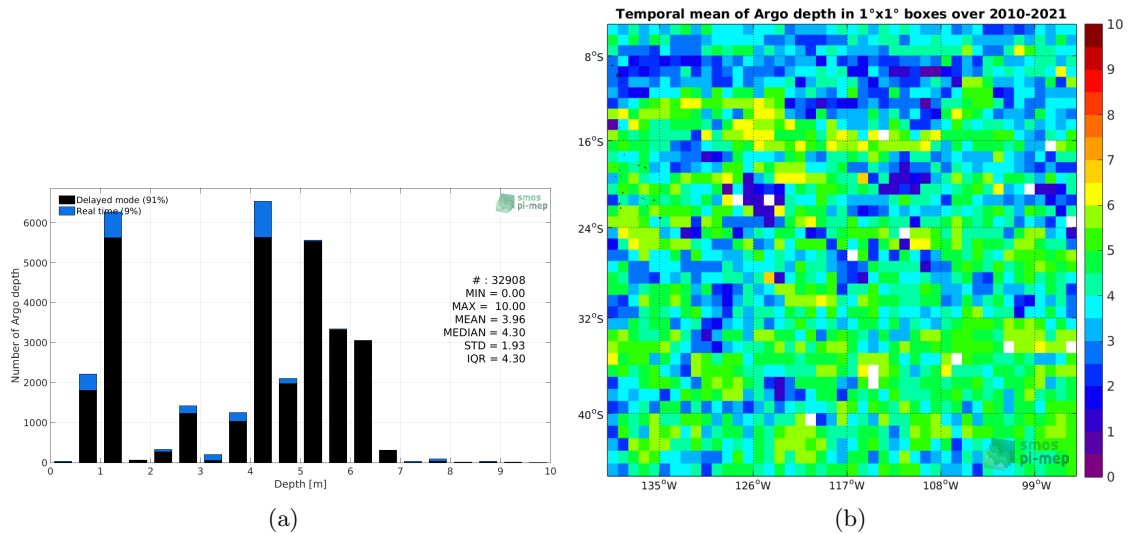 Delayed mode (91%)
Real time (9%)
smos
pi-mep
Number of Argo depth
6000
5000
4000
3000
2000
1000
0
# : 32908
MIN = 0.00
MAX = 10.00
MEAN = 3.96
MEDIAN = 4.30
STD = 1.93
IQR = 4.30
0 1 2 3 4 5 6 7 8 9 10
Depth [m]
(a)
Temporal mean of Argo depth in 1°x1° boxes over 2010-2021
8°S
16°S
24°S
32°S
40°S
135°W 126°W 117°W 108°W 99°W
smos
pi-mep
10
9
8
7
6
5
4
3
2
1
0
(b)